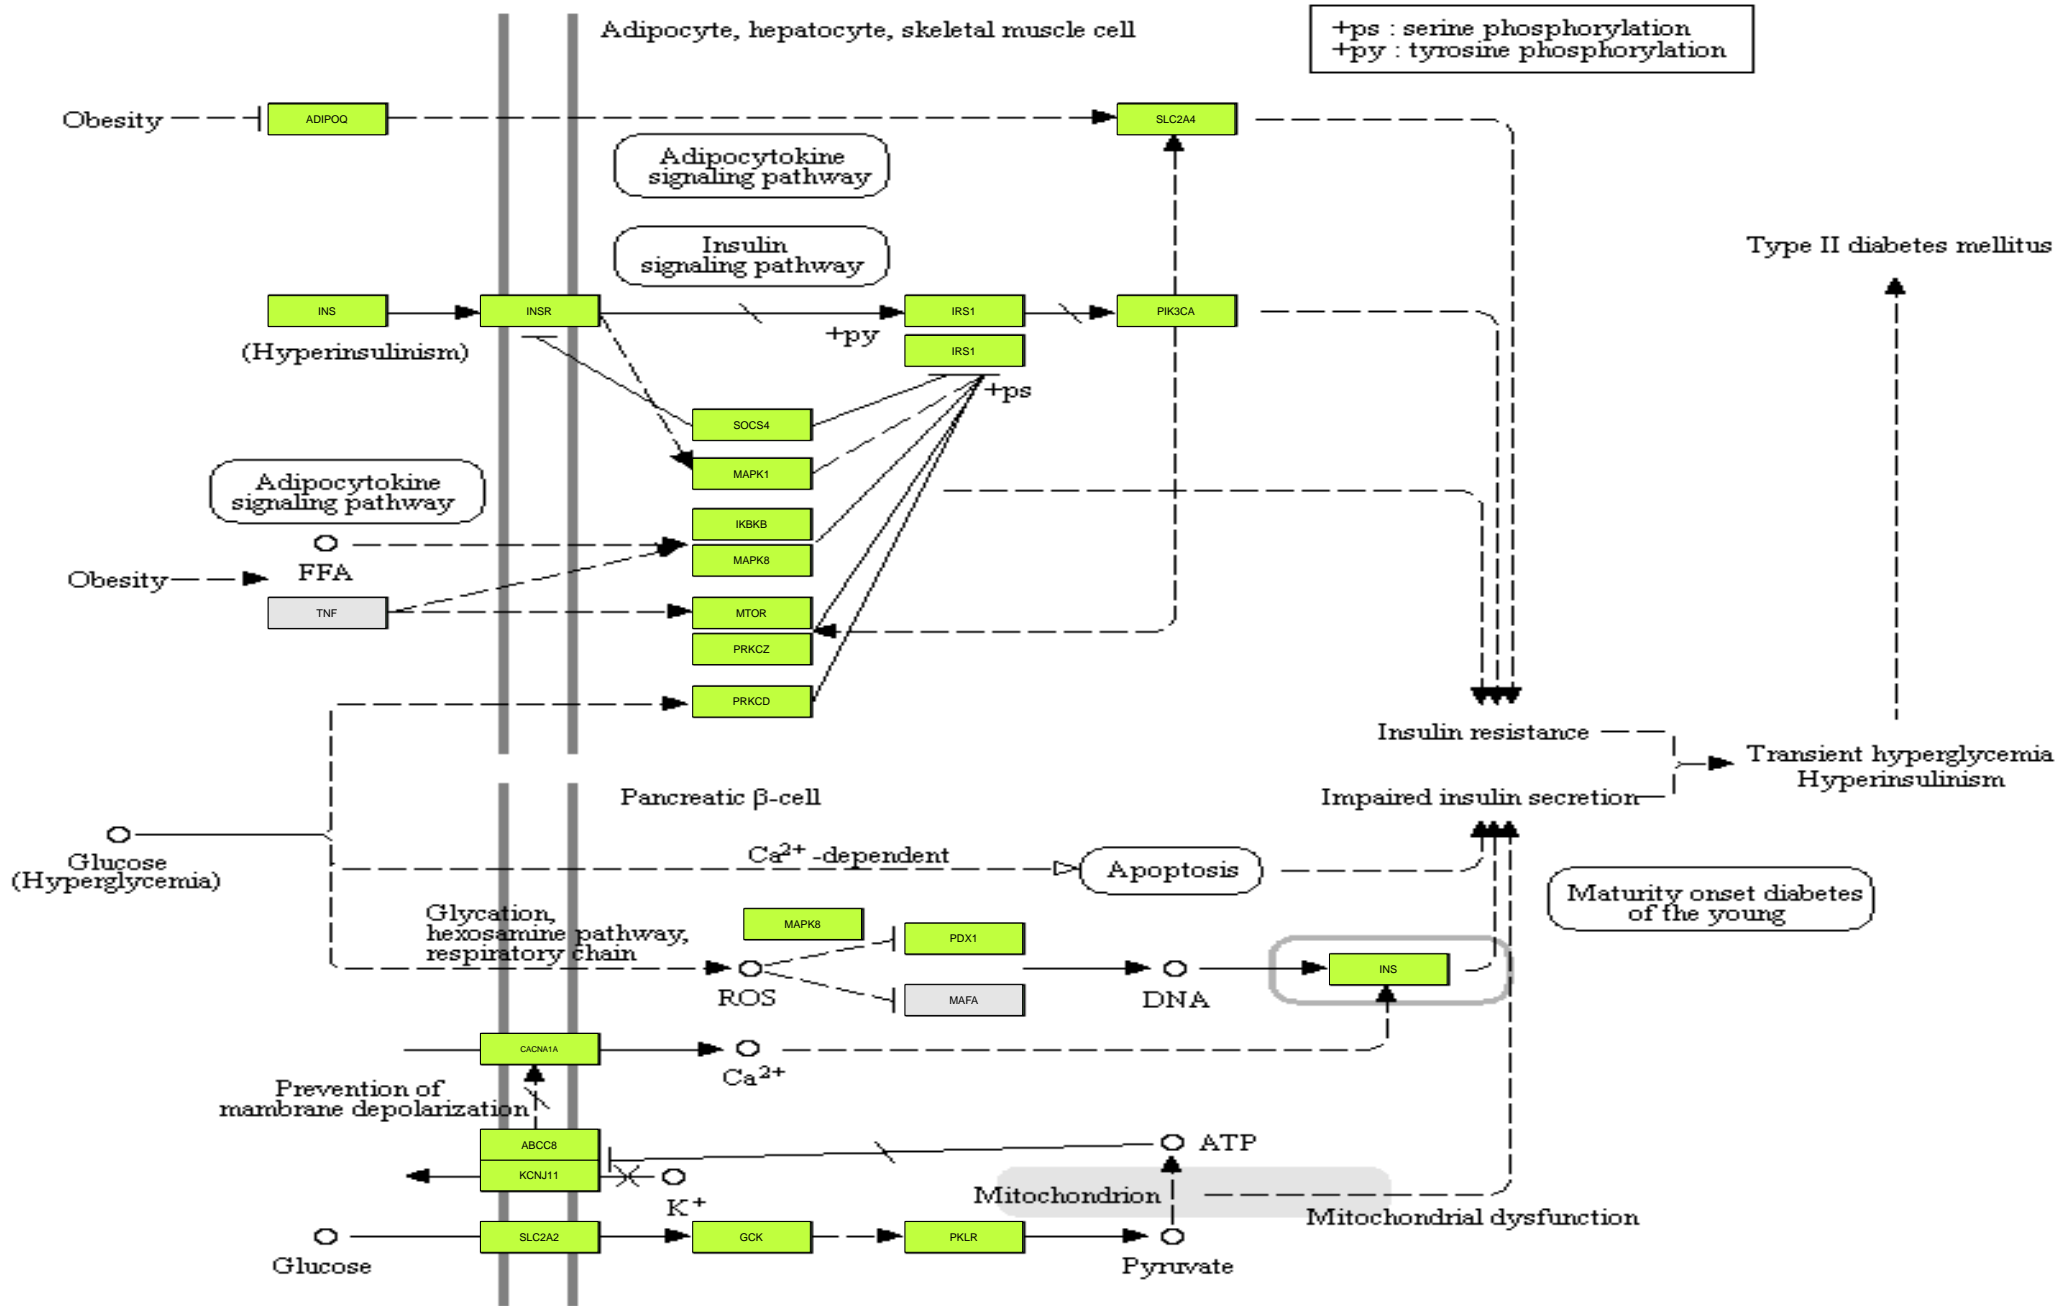 Adipocyte, hepatocyte, skeletal muscle cell
+ps : serine phosphorylation
+py : tyrosine phosphorylation
Obesity
ADIPOQ
SLC2A4
Adipocytokine
signaling pathway
Insulin
signaling pathway
Type II diabetes mellitus
INS
INSR
IRS1
PIK3CA
+py
(Hyperinsulinism)
IRS1
+ps
SOCS4
MAPK1
Adipocytokine
signaling pathway
IKBKB
FFA
MAPK8
Obesity
TNF
MTOR
PRKCZ
PRKCD
Insulin resistance
Transient hyperglycemia
Hyperinsulinism
Pancreatic β-cell
Impaired insulin secretion
Glucose
(Hyperglycemia)
Ca2+ -dependent
Apoptosis
Maturity onset diabetes
of the young
Glycation,
hexosamine pathway,
respiratory chain
MAPK8
PDX1
ROS
MAFA
DNA
INS
CACNA1A
Ca2+
Prevention of
mambrane depolarization
ABCC8
KCNJ11
K+
ATP
Mitochondrion
Mitochondrial dysfunction
SLC2A2
GCK
PKLR
Glucose
Pyruvate